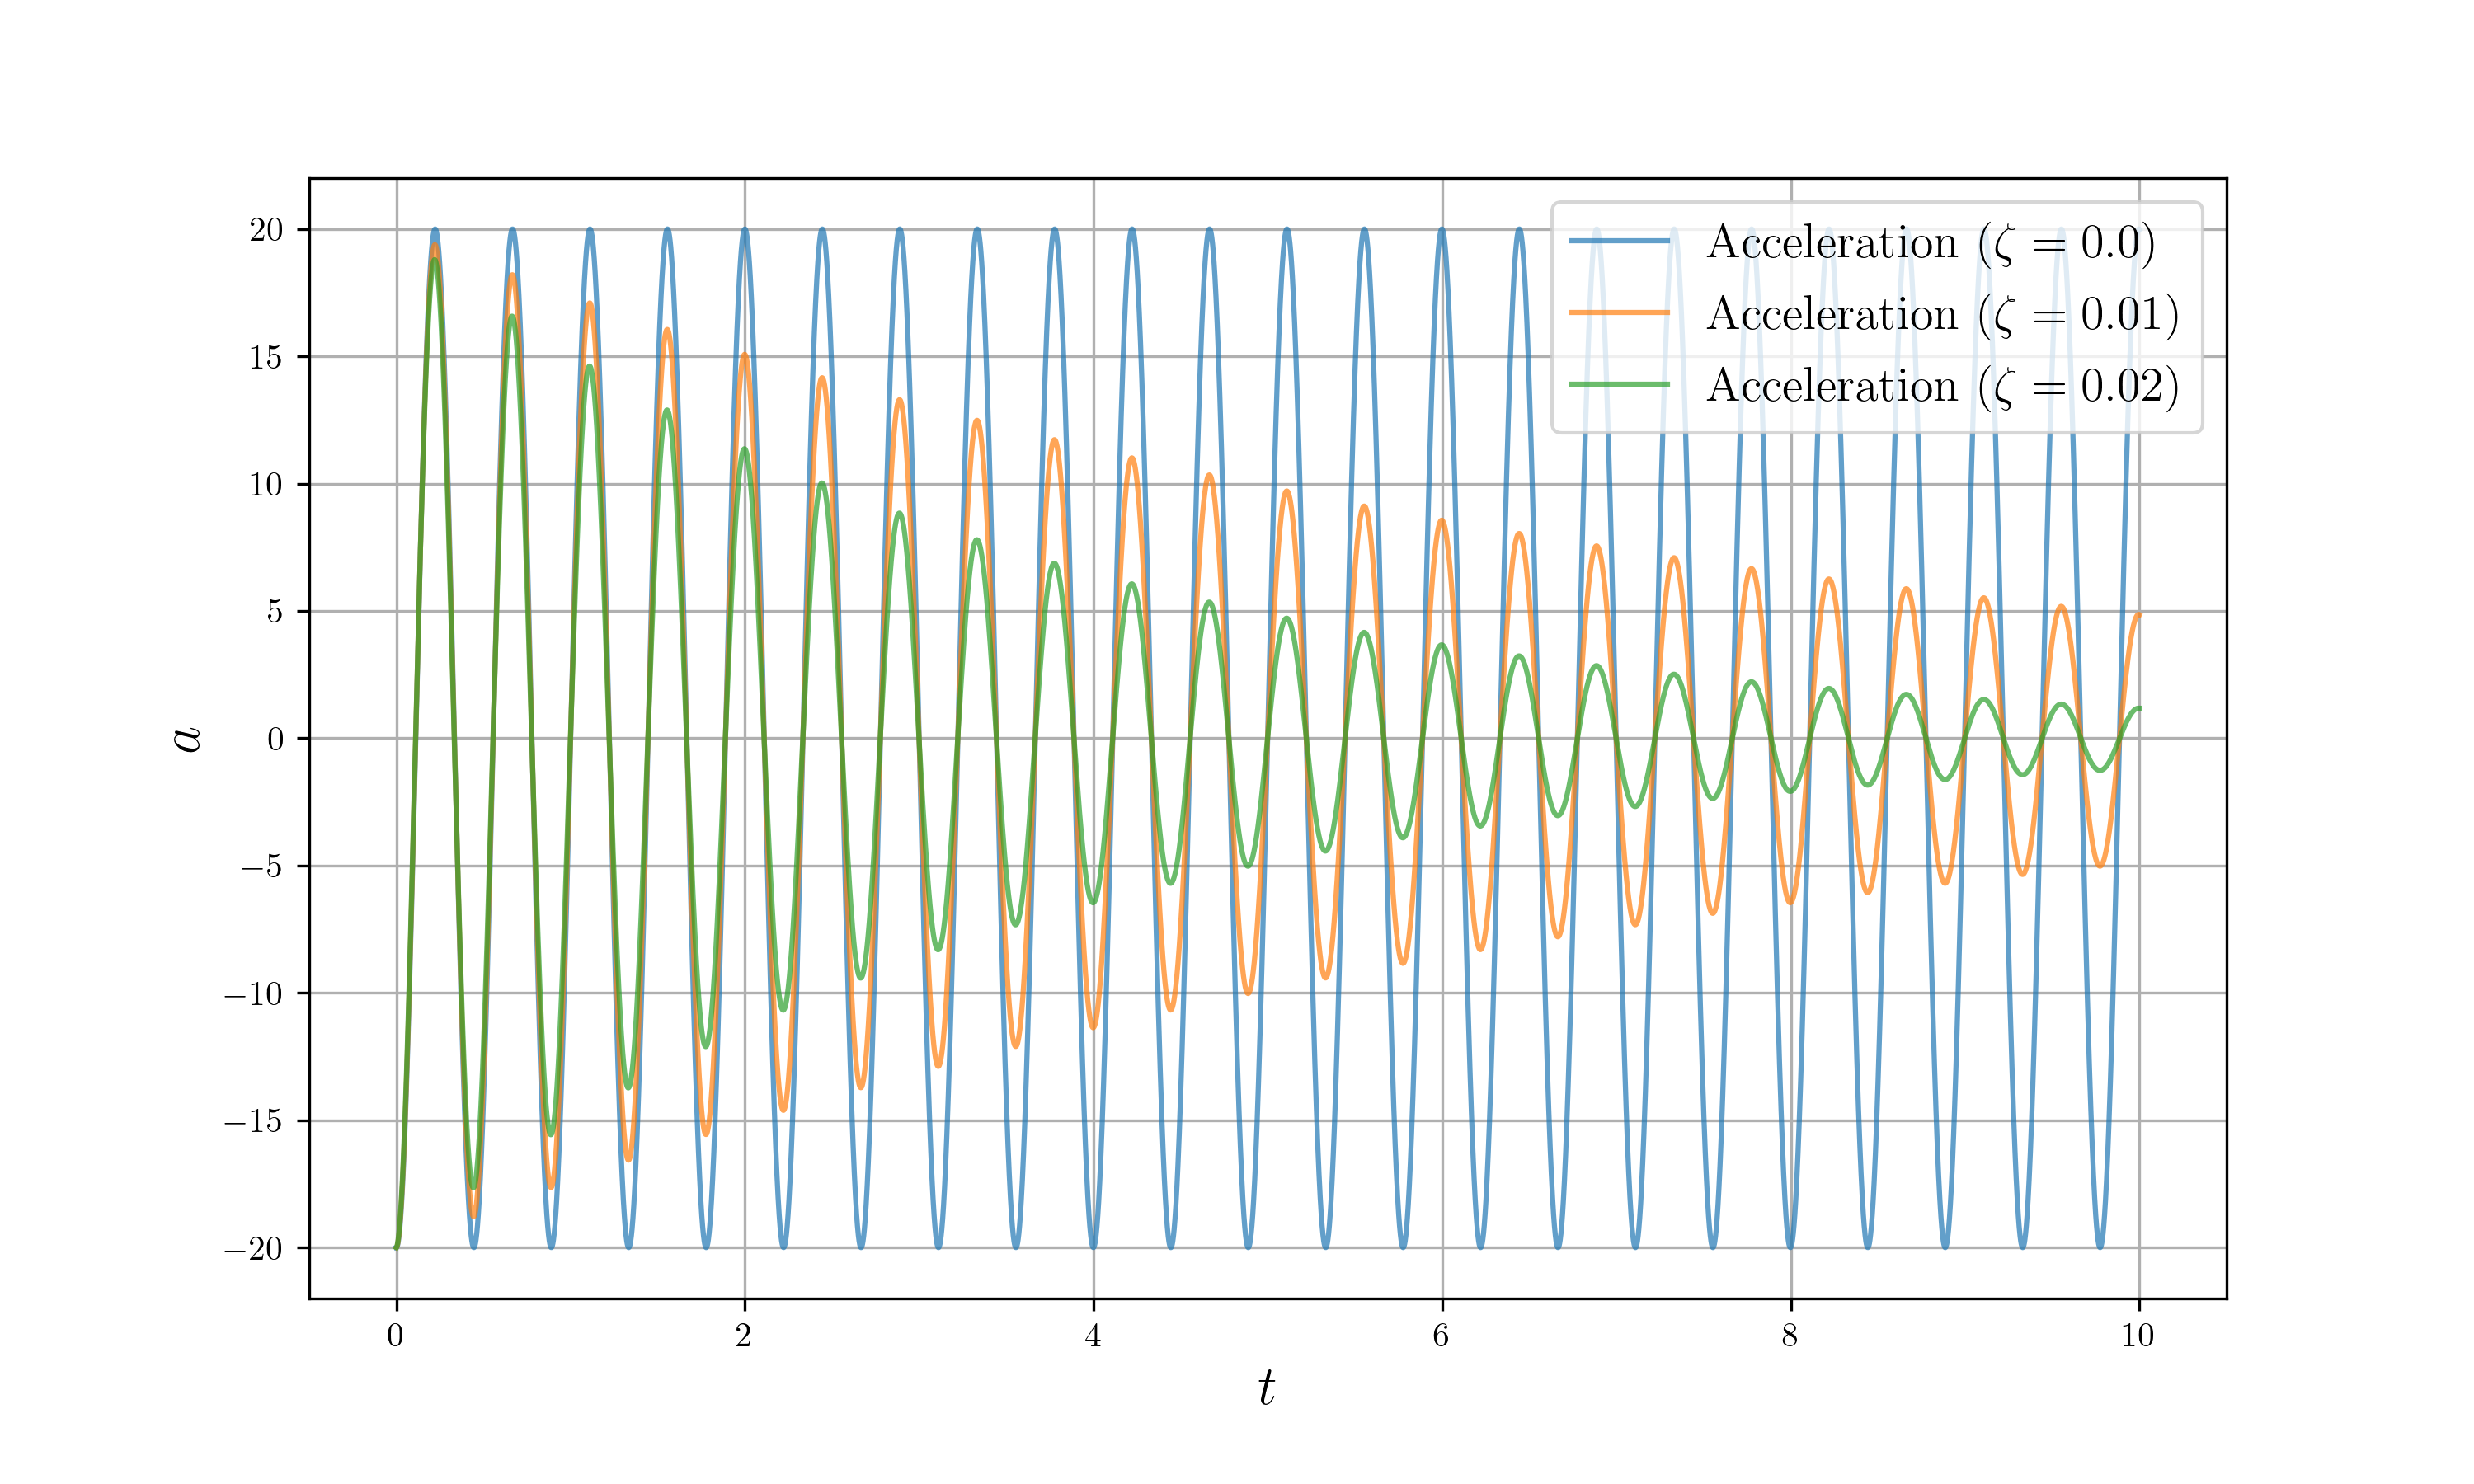 20
15
10
5
0
−5
−10
−15
−20
a
Acceleration (ζ = 0.0)
Acceleration (ζ = 0.01)
Acceleration (ζ = 0.02)
0 2 4 6 8 10
t